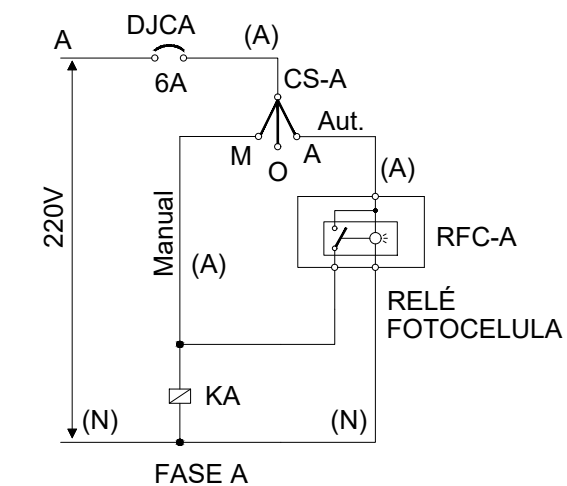 DJCA
A
(A)
6A
CS-A
Aut.
M
O
A
(A)
220V
Manual
(A)
RFC-A
RELÉ
FOTOCELULA
KA
(N)
(N)
FASE A